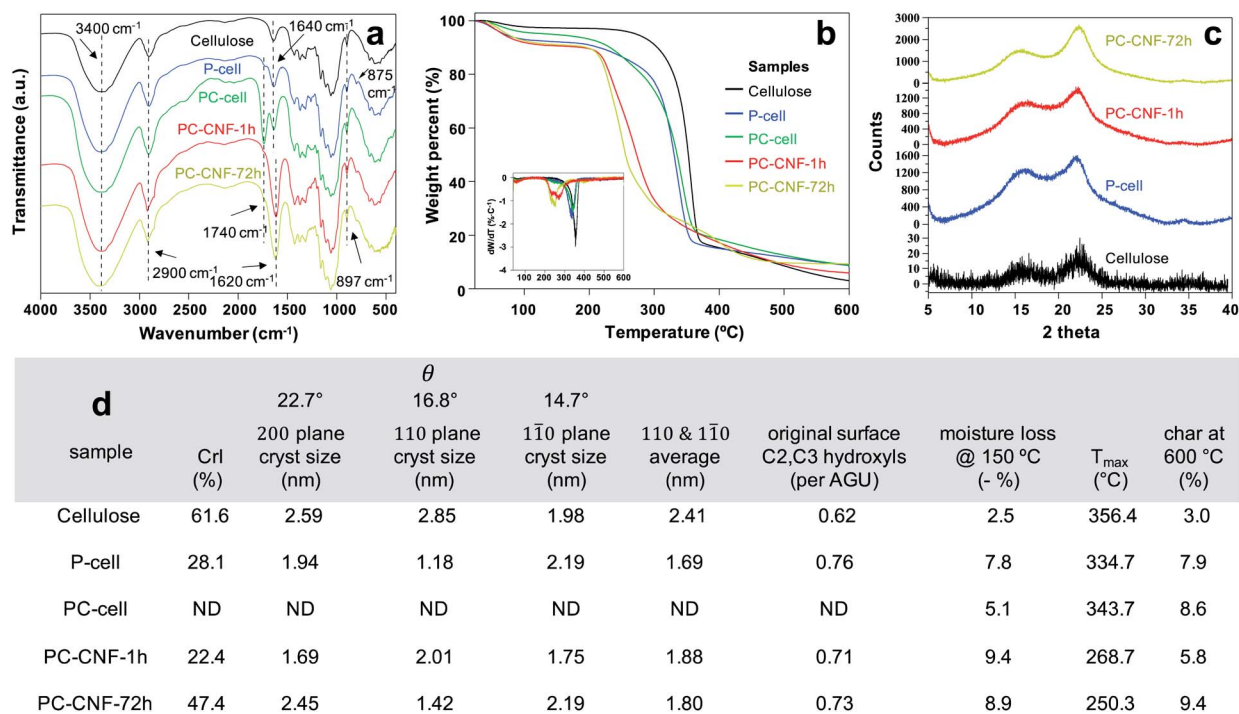 a
3400 cm⁻¹
1640 cm⁻¹
Cellulose
P-cell
875
cm⁻¹
PC-cell
PC-CNF-1h
PC-CNF-72h
1740 cm⁻¹
2900 cm⁻¹
1620 cm⁻¹
897 cm⁻¹
Transmittance (a.u.)
4000 3500 3000 2500 2000 1500 1000 500
Wavenumber (cm⁻¹)
b
Samples
Cellulose
P-cell
PC-cell
PC-CNF-1h
PC-CNF-72h
Weight percent (%)
100
80
60
40
20
0
dW/dT (%·C⁻¹)
0
-1
-2
-3
-4
100 200 300 400 500 600
100 200 300 400 500 600
Temperature (ºC)
c
PC-CNF-72h
PC-CNF-1h
P-cell
Cellulose
Counts
3000
2200
1400
600
0
1200
800
400
0
1600
1200
800
400
0
30
20
10
0
5 10 15 20 25 30 35 40
2 theta
d
θ
22.7° 16.8° 14.7°
sample CrI (%) 200 plane cryst size (nm) 110 plane cryst size (nm) 11̄0 plane cryst size (nm) 110 & 11̄0 average (nm) original surface C2,C3 hydroxyls (per AGU) moisture loss @ 150 ºC (- %) Tmax (°C) char at 600 °C (%)
Cellulose 61.6 2.59 2.85 1.98 2.41 0.62 2.5 356.4 3.0
P-cell 28.1 1.94 1.18 2.19 1.69 0.76 7.8 334.7 7.9
PC-cell ND ND ND ND ND ND 5.1 343.7 8.6
PC-CNF-1h 22.4 1.69 2.01 1.75 1.88 0.71 9.4 268.7 5.8
PC-CNF-72h 47.4 2.45 1.42 2.19 1.80 0.73 8.9 250.3 9.4